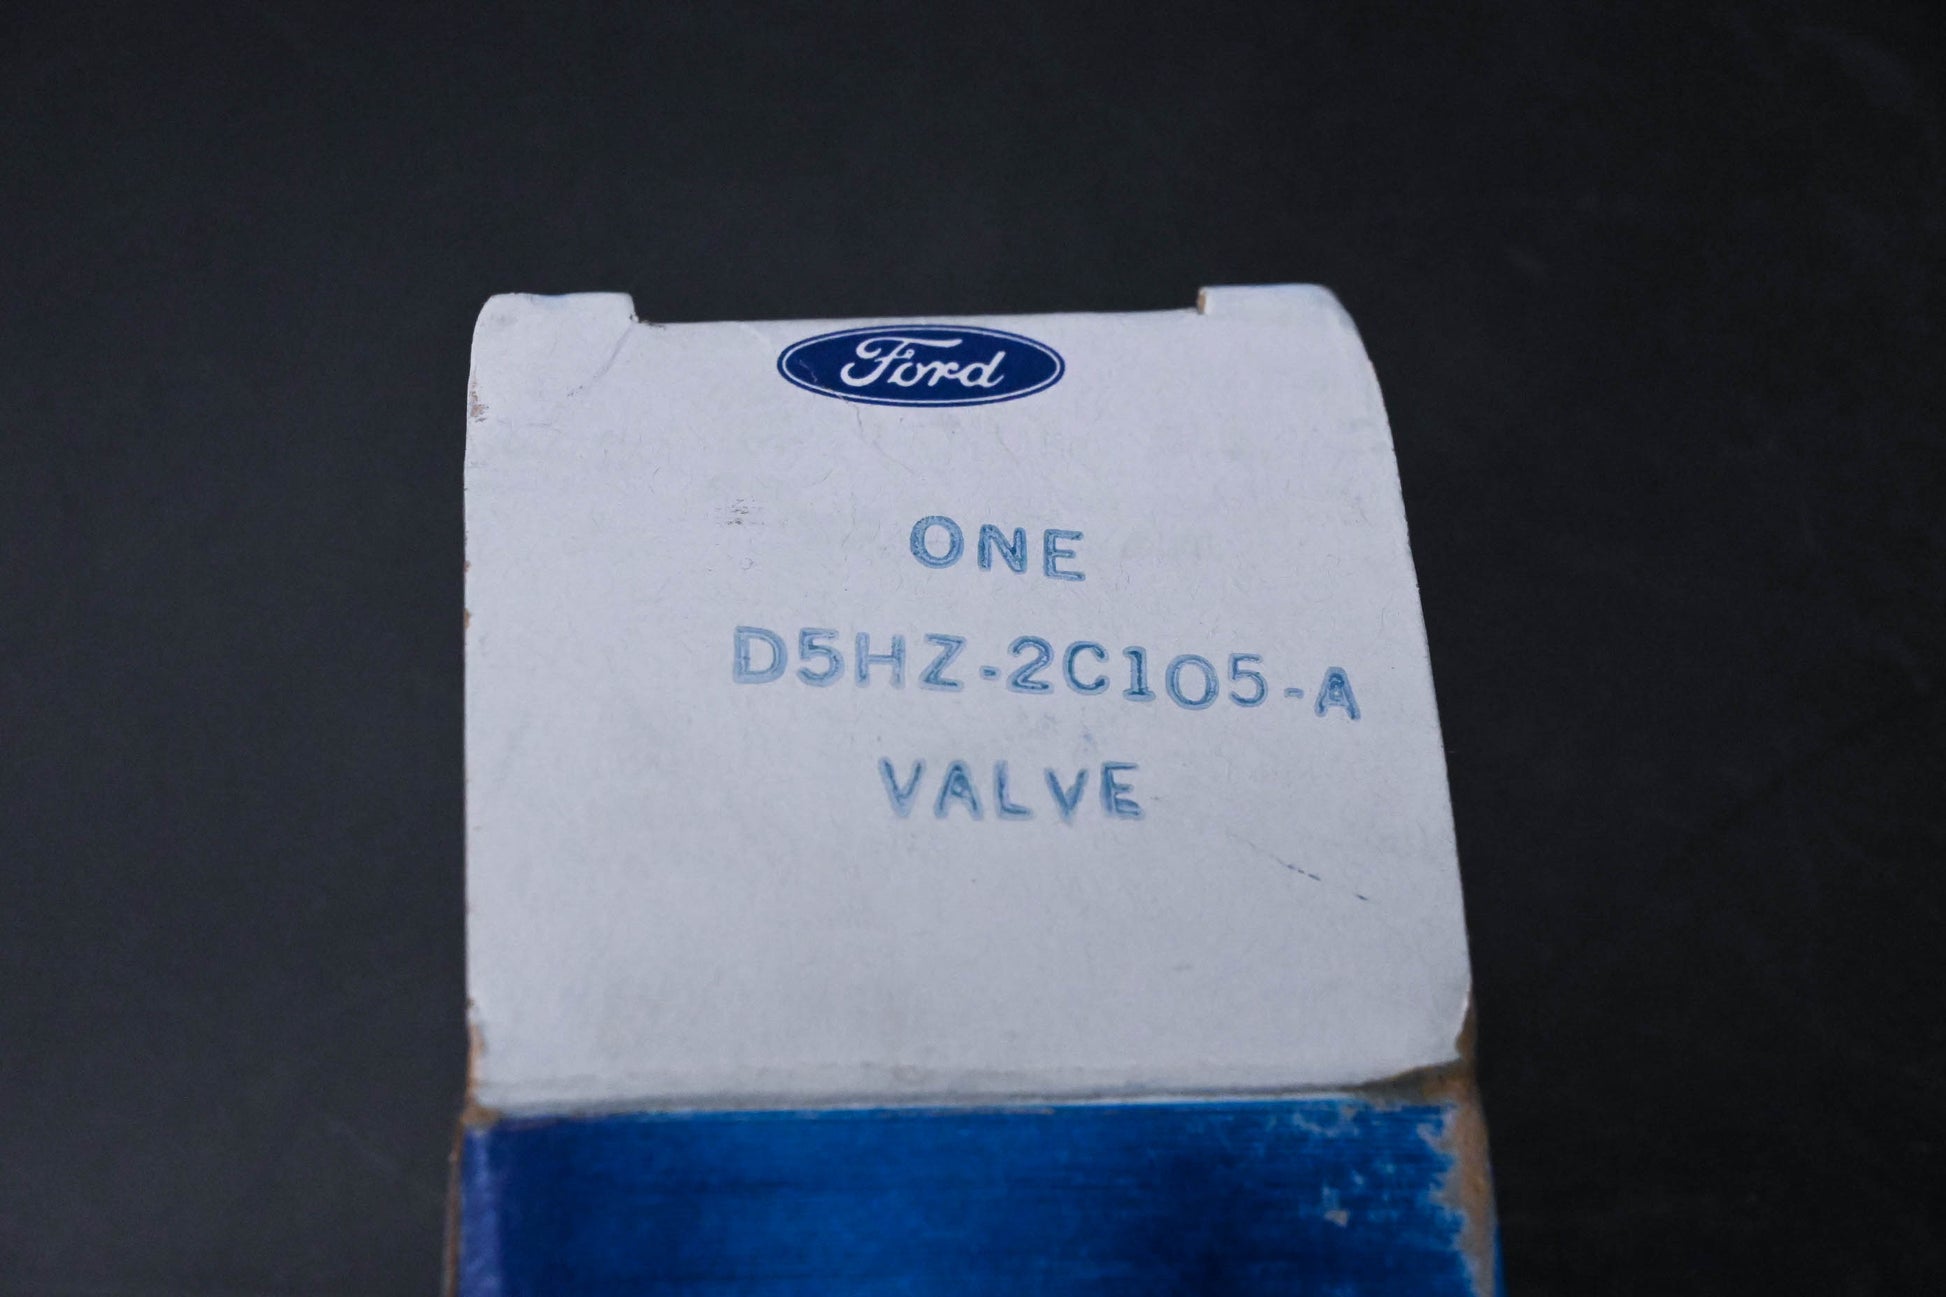 Ford
ONE
D5HZ-2C105-A
VALVE